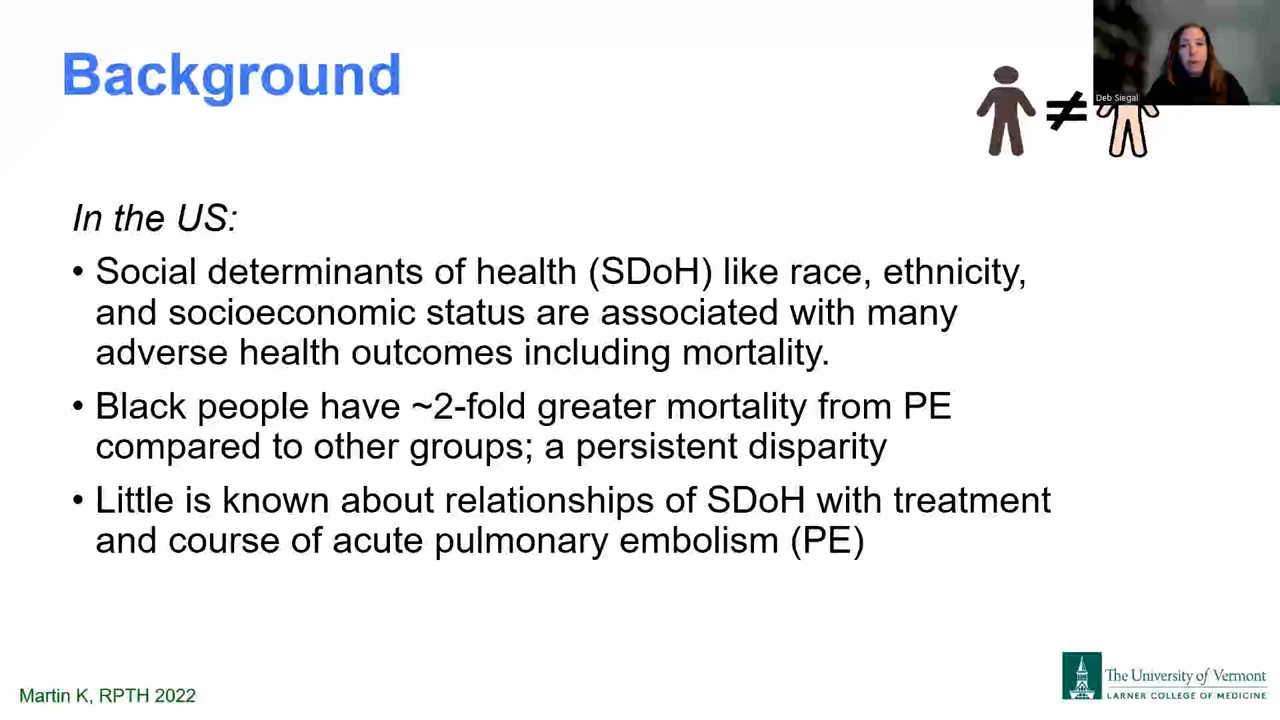 Background
Deb Siegal
≠
In the US:
• Social determinants of health (SDoH) like race, ethnicity,
and socioeconomic status are associated with many
adverse health outcomes including mortality.
• Black people have ~2-fold greater mortality from PE
compared to other groups; a persistent disparity
• Little is known about relationships of SDoH with treatment
and course of acute pulmonary embolism (PE)
Martin K, RPTH 2022
The University of Vermont
LARNER COLLEGE OF MEDICINE